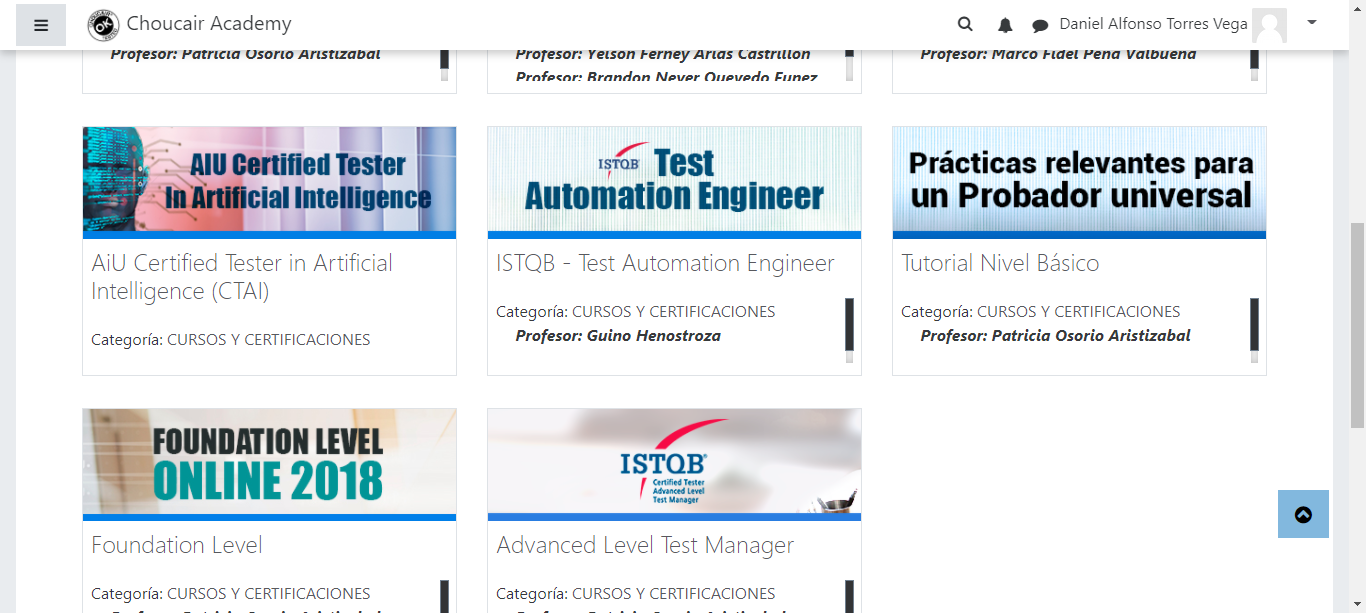 Choucair Academy
Daniel Alfonso Torres Vega
Profesor: Patricia Osorio Aristizabal
Profesor: Yeison Ferney Arias Castrillon
Profesor: Marco Fidel Peña Valbuena
Profesor: Brandon Never Quevedo Funez
AIU Certified Tester
In Artificial Intelligence
ISTQB Test
Automation Engineer
Prácticas relevantes para
un Probador universal
AiU Certified Tester in Artificial
Intelligence (CTAI)
Categoría: CURSOS Y CERTIFICACIONES
ISTQB - Test Automation Engineer
Categoría: CURSOS Y CERTIFICACIONES
Profesor: Guino Henostroza
Tutorial Nivel Básico
Categoría: CURSOS Y CERTIFICACIONES
Profesor: Patricia Osorio Aristizabal
FOUNDATION LEVEL
ONLINE 2018
ISTQB®
Certified Tester
Advanced Level
Test Manager
Foundation Level
Categoría: CURSOS Y CERTIFICACIONES
Advanced Level Test Manager
Categoría: CURSOS Y CERTIFICACIONES